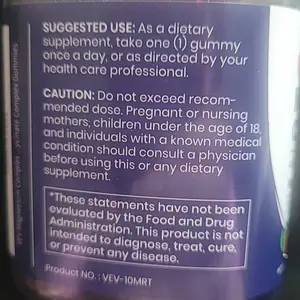 SUGGESTED USE: As a dietary
supplement, take one (1) gummy
once a day, or as directed by your
health care professional.
CAUTION: Do not exceed recom-
mended dose. Pregnant or nursing
mothers, children under the age of 18,
and individuals with a known medical
condition should consult a physician
before using this or any dietary
supplement.
*These statements have not been
evaluated by the Food and Drug
Administration. This product is not
intended to diagnose, treat, cure,
or prevent any disease.
Product NO. : VEV-10MRT
Complex Gummies